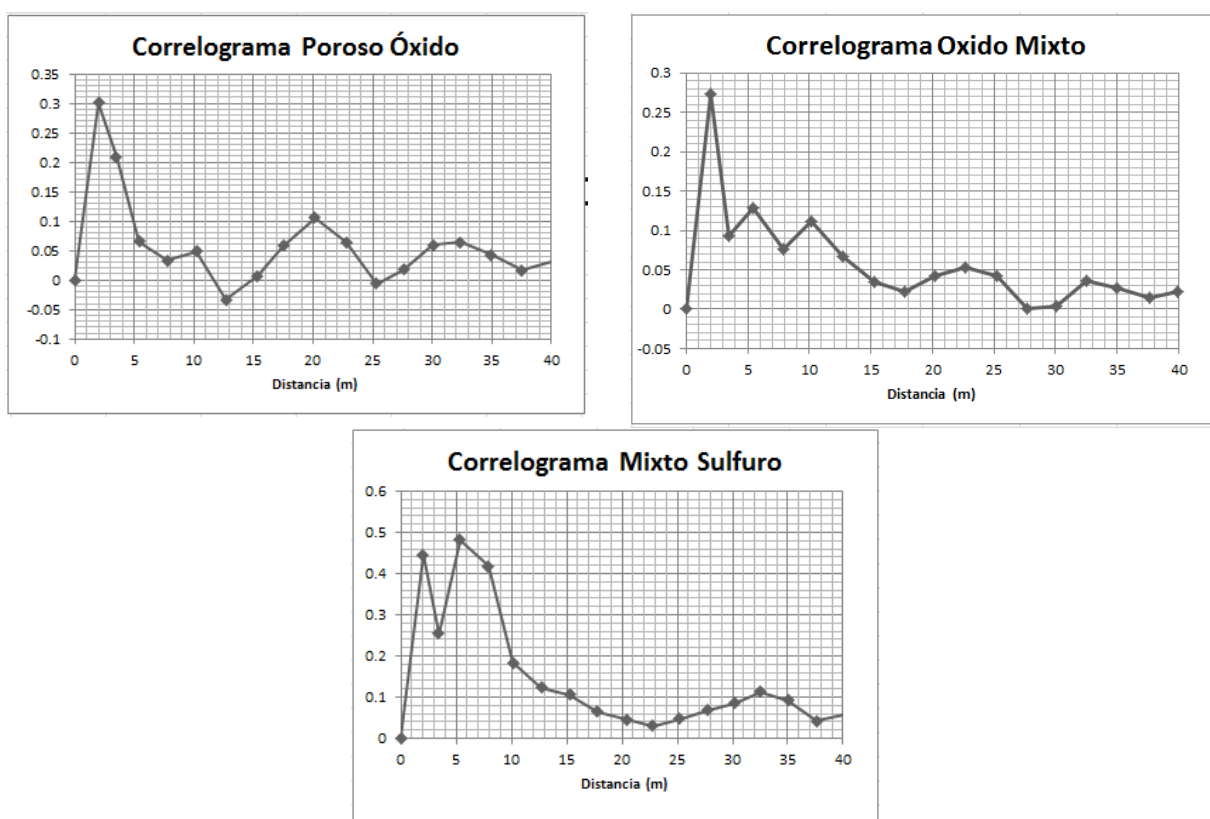 Correlograma Poroso Óxido
0.35
0.3
0.25
0.2
0.15
0.1
0.05
0
-0.05
-0.1
0 5 10 15 20 25 30 35 40
Distancia (m)
Correlograma Oxido Mixto
0.3
0.25
0.2
0.15
0.1
0.05
0
-0.05
0 5 10 15 20 25 30 35 40
Distancia (m)
Correlograma Mixto Sulfuro
0.6
0.5
0.4
0.3
0.2
0.1
0
0 5 10 15 20 25 30 35 40
Distancia (m)